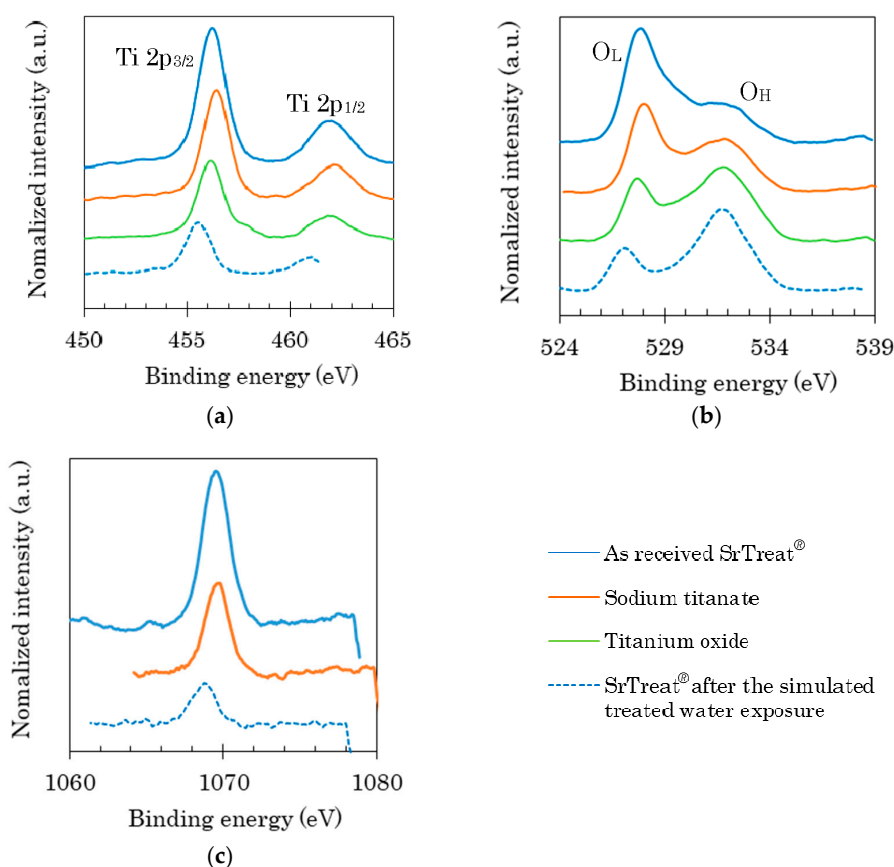 Nomalized intensity (a.u.)
Ti 2p3/2
Ti 2p1/2
450 455 460 465
Binding energy (eV)
(a)
Nomalized intensity (a.u.)
OL
OH
524 529 534 539
Binding energy (eV)
(b)
Nomalized intensity (a.u.)
1060 1070 1080
Binding energy (eV)
(c)
As received SrTreat®
Sodium titanate
Titanium oxide
SrTreat® after the simulated
treated water exposure